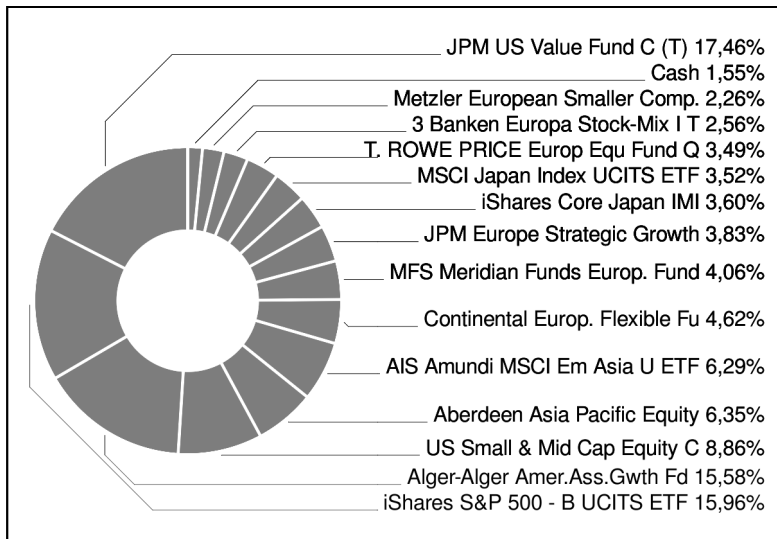 JPM US Value Fund C (T) 17,46%
Cash 1,55%
Metzler European Smaller Comp. 2,26%
3 Banken Europa Stock-Mix I T 2,56%
T. ROWE PRICE Europ Equ Fund Q 3,49%
MSCI Japan Index UCITS ETF 3,52%
iShares Core Japan IMI 3,60%
JPM Europe Strategic Growth 3,83%
MFS Meridian Funds Europ. Fund 4,06%
Continental Europ. Flexible Fu 4,62%
AIS Amundi MSCI Em Asia U ETF 6,29%
Aberdeen Asia Pacific Equity 6,35%
US Small & Mid Cap Equity C 8,86%
Alger-Alger Amer.Ass.Gwth Fd 15,58%
iShares S&P 500 - B UCITS ETF 15,96%